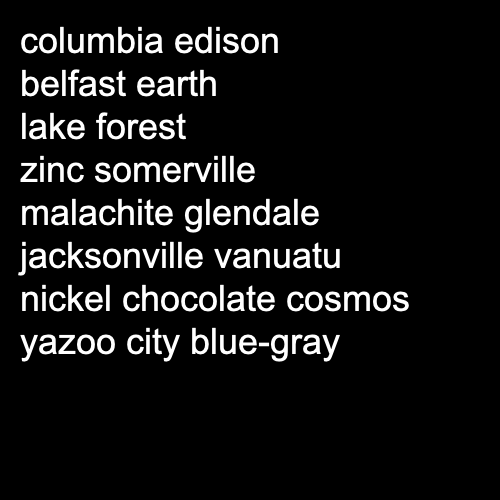 columbia edison
belfast earth
lake forest
zinc somerville
malachite glendale
jacksonville vanuatu
nickel chocolate cosmos
yazoo city blue-gray